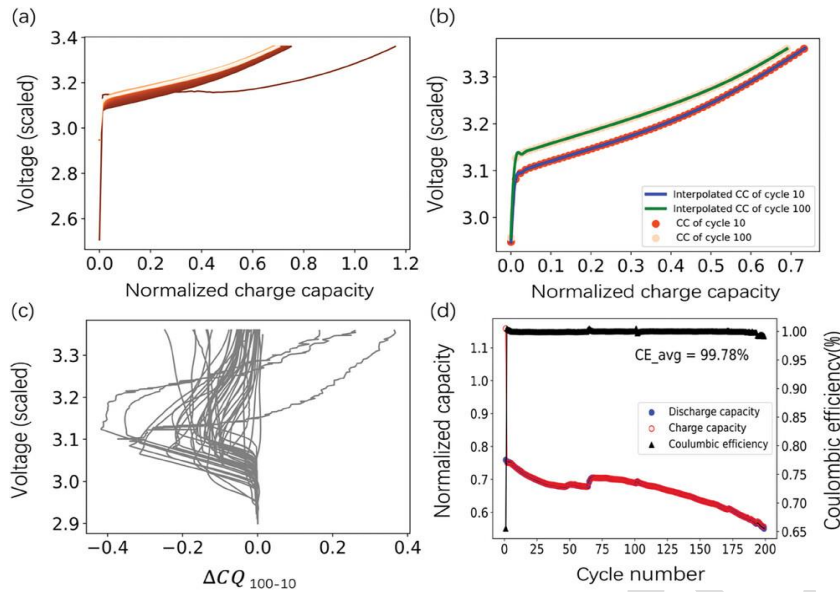 (a)
Voltage (scaled)
3.4
3.2
3.0
2.8
2.6
0.0 0.2 0.4 0.6 0.8 1.0 1.2
Normalized charge capacity
(b)
Voltage (scaled)
3.3
3.2
3.1
3.0
Interpolated CC of cycle 10
Interpolated CC of cycle 100
CC of cycle 10
CC of cycle 100
0.0 0.1 0.2 0.3 0.4 0.5 0.6 0.7
Normalized charge capacity
(c)
Voltage (scaled)
3.3
3.2
3.1
3.0
2.9
−0.4 −0.2 0.0 0.2 0.4
ΔCQ 100-10
(d)
Normalized capacity
1.1
1.0
0.9
0.8
0.7
0.6
CE_avg = 99.78%
Discharge capacity
Charge capacity
Coulumbic efficiency
1.00
0.95
0.90
0.85
0.80
0.75
0.70
0.65
Coulumbic efficiency(%)
0 25 50 75 100 125 150 175 200
Cycle number